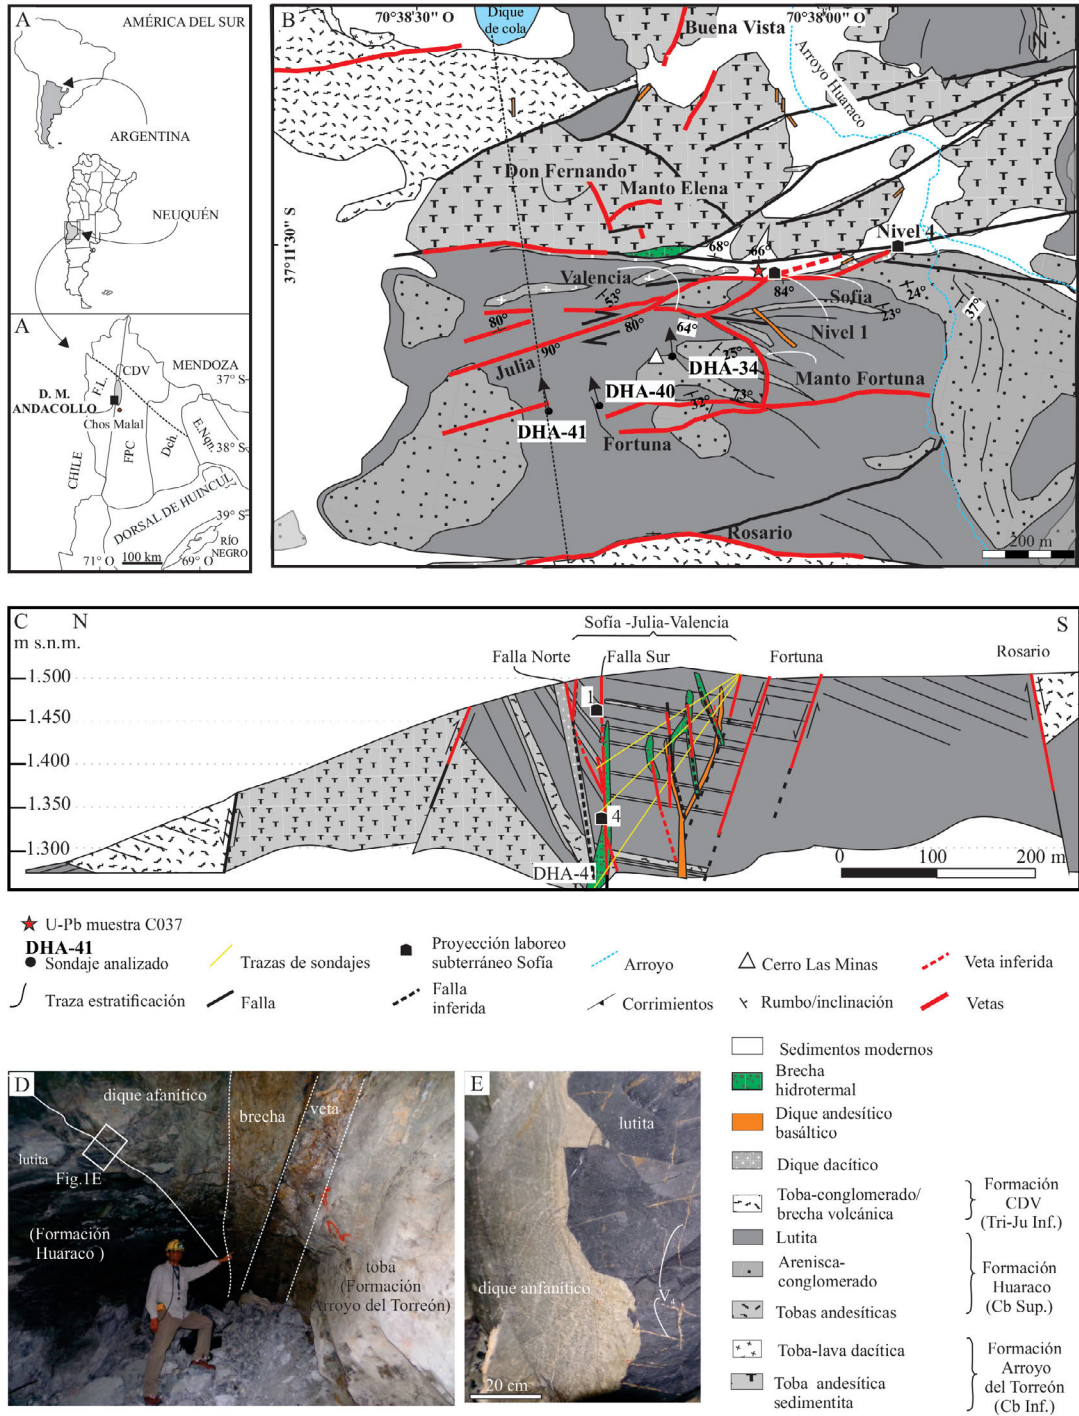 A
AMÉRICA DEL SUR
ARGENTINA
NEUQUÉN
A
MENDOZA
CDV
37° S
F.L.
D. M.
ANDACOLLO
Chos Malal
E.Nqn.
Dch.
FPC
38° S
CHILE
DORSAL DE HUINCUL
39° S
RÍO
NEGRO
71° O
100 km
69° O
B
70°38'30" O
70°38'00" O
37°11'30" S
Dique
de cola
Buena Vista
Arroyo Huaraco
N
Don Fernando
Manto Elena
Nivel 4
68°
66°
Valencia
84°
Sofía
24°
53°
23°
37°
80°
80°
64°
Nivel 1
90°
Julia
25°
DHA-34
Manto Fortuna
DHA-40
32°
73°
DHA-41
Fortuna
Rosario
200 m
C
N
S
m s.n.m.
Sofía -Julia-Valencia
Falla Norte
Falla Sur
Fortuna
Rosario
1.500
1
1.450
1.400
1.350
4
1.300
0
100
200 m
DHA-4
U-Pb muestra C037
DHA-41
Sondaje analizado
Trazas de sondajes
Proyección laboreo
subterráneo Sofía
Arroyo
Cerro Las Minas
Veta inferida
Traza estratificación
Falla
Falla
inferida
Corrimientos
Rumbo/inclinación
Vetas
D
dique afanítico
brecha
veta
lutita
Fig.1E
(Formación
Huaraco )
toba
(Formación
Arroyo del Torreón)
E
lutita
dique anfanítico
V4
20 cm
Sedimentos modernos
Brecha
hidrotermal
Dique andesítico
basáltico
Dique dacítico
Toba-conglomerado/
brecha volcánica
Formación
CDV
(Tri-Ju Inf.)
Lutita
Arenisca-
conglomerado
Tobas andesíticas
Formación
Huaraco
(Cb Sup.)
Toba-lava dacítica
Toba andesítica
sedimentita
Formación
Arroyo
del Torreón
(Cb Inf.)